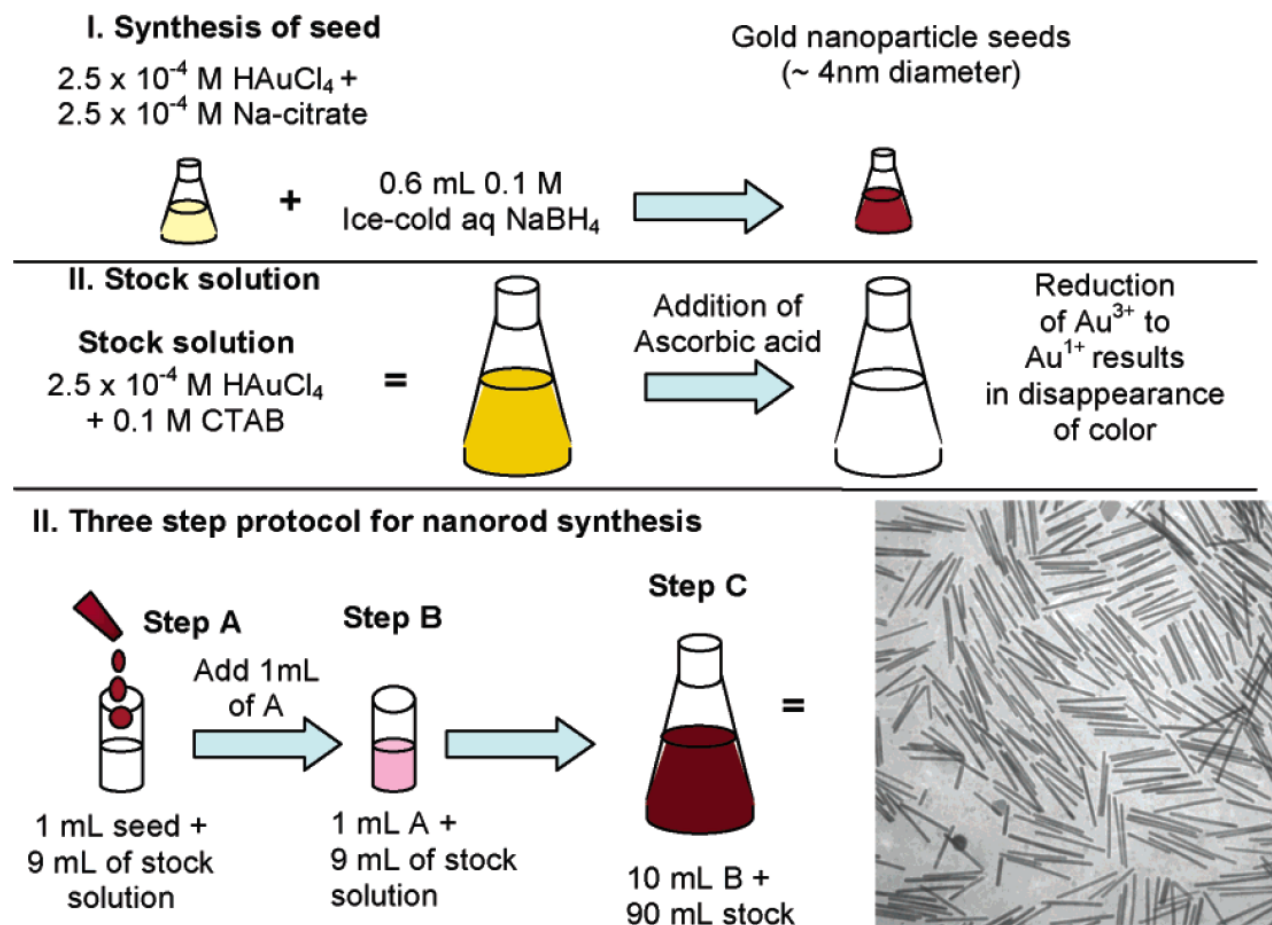 I. Synthesis of seed
2.5 x 10⁻⁴ M HAuCl₄ +
2.5 x 10⁻⁴ M Na-citrate
Gold nanoparticle seeds
(~ 4nm diameter)
+
0.6 mL 0.1 M
Ice-cold aq NaBH₄
II. Stock solution
Stock solution
2.5 x 10⁻⁴ M HAuCl₄
+ 0.1 M CTAB
=
Addition of
Ascorbic acid
Reduction
of Au³⁺ to
Au¹⁺ results
in disappearance
of color
II. Three step protocol for nanorod synthesis
Step A
Add 1mL
of A
Step B
Step C
=
1 mL seed +
9 mL of stock
solution
1 mL A +
9 mL of stock
solution
10 mL B +
90 mL stock